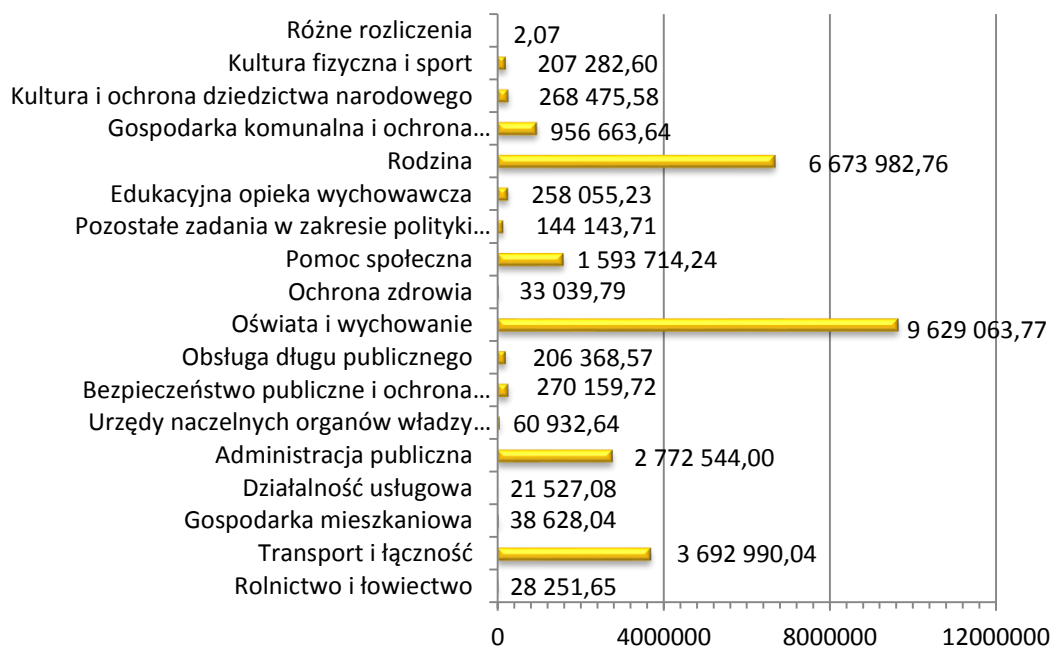 Różne rozliczenia 2,07
Kultura fizyczna i sport 207 282,60
Kultura i ochrona dziedzictwa narodowego 268 475,58
Gospodarka komunalna i ochrona... 956 663,64
Rodzina 6 673 982,76
Edukacyjna opieka wychowawcza 258 055,23
Pozostałe zadania w zakresie polityki... 144 143,71
Pomoc społeczna 1 593 714,24
Ochrona zdrowia 33 039,79
Oświata i wychowanie 9 629 063,77
Obsługa długu publicznego 206 368,57
Bezpieczeństwo publiczne i ochrona... 270 159,72
Urzędy naczelnych organów władzy... 60 932,64
Administracja publiczna 2 772 544,00
Działalność usługowa 21 527,08
Gospodarka mieszkaniowa 38 628,04
Transport i łączność 3 692 990,04
Rolnictwo i łowiectwo 28 251,65
0 4000000 8000000 12000000